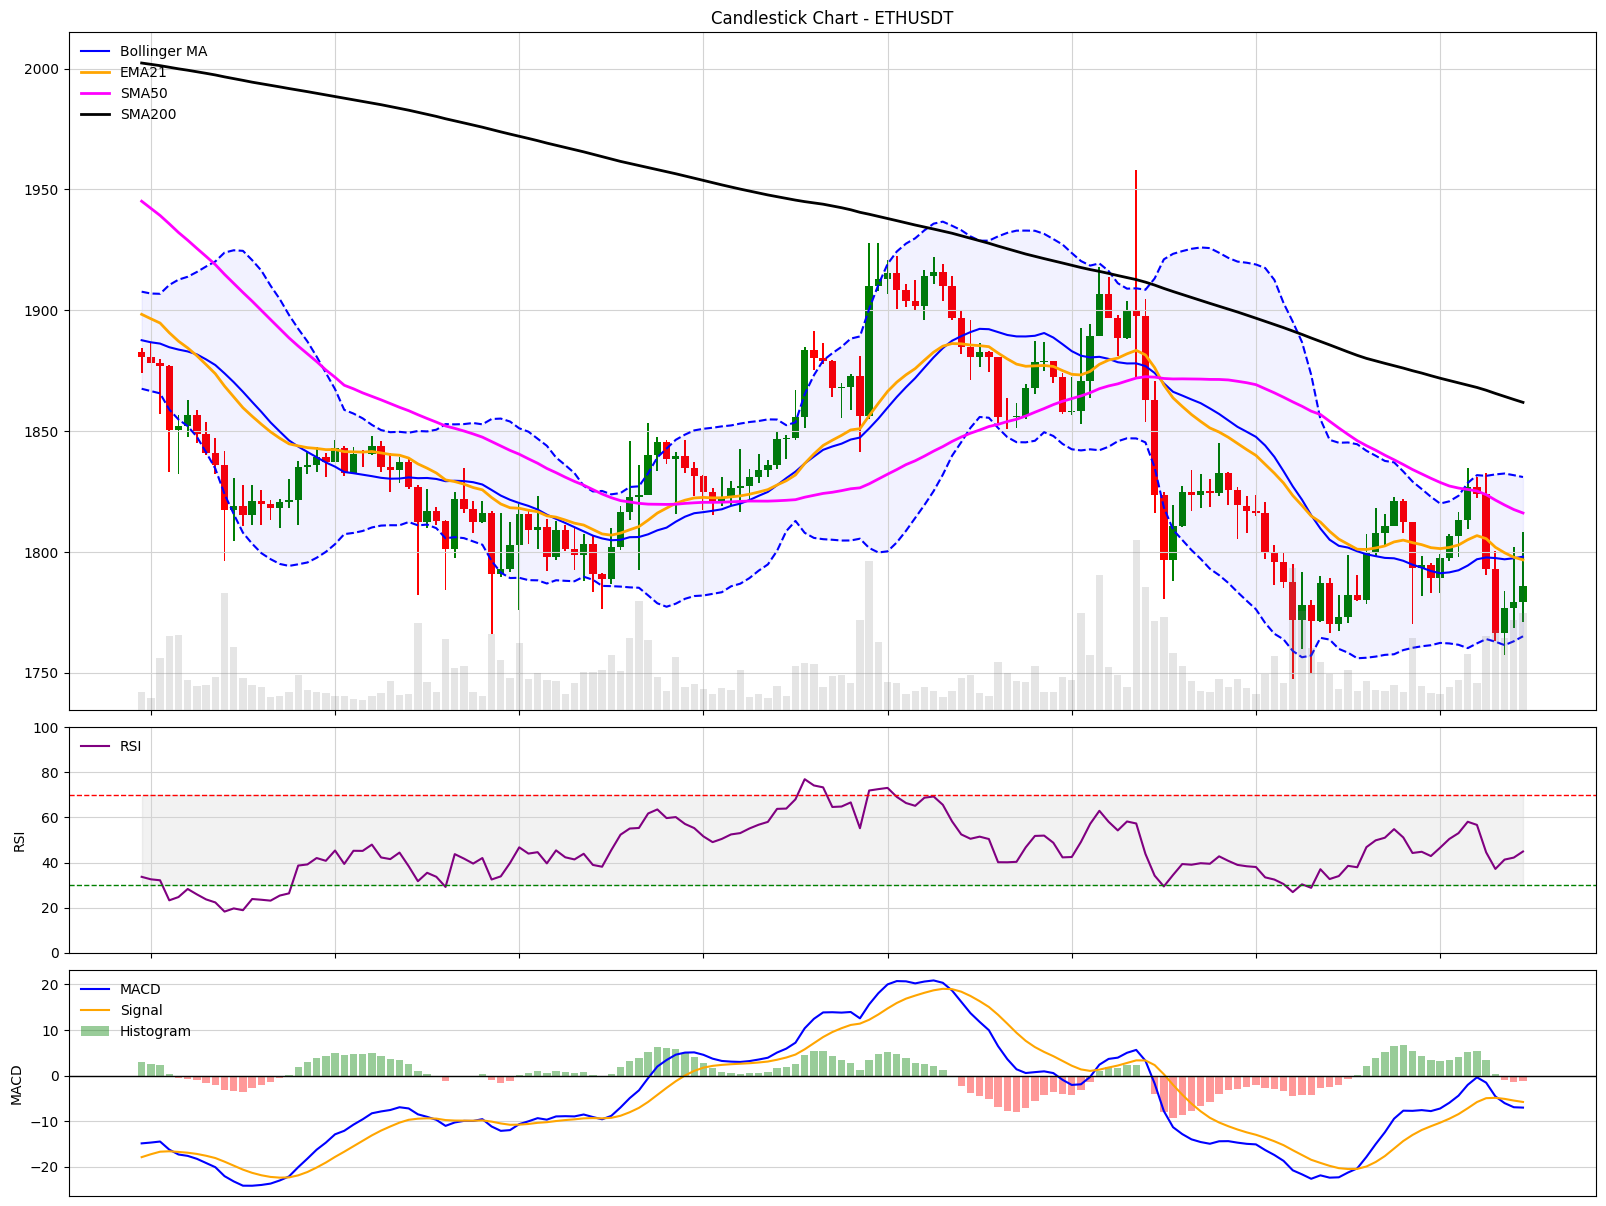 Candlestick Chart - ETHUSDT
Bollinger MA
EMA21
SMA50
SMA200
2000
1950
1900
1850
1800
1750
RSI
100
80
60
40
20
0
RSI
MACD
Signal
Histogram
20
10
0
−10
−20
MACD